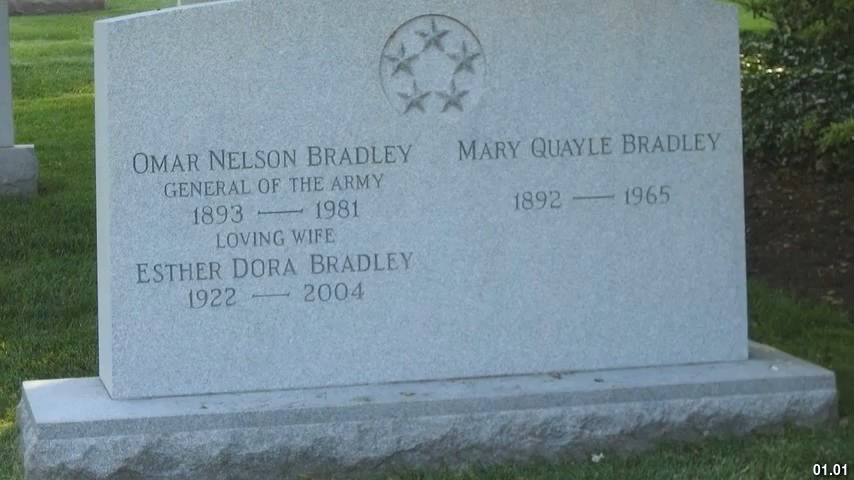 OMAR NELSON BRADLEY
GENERAL OF THE ARMY
1893 — 1981
LOVING WIFE
ESTHER DORA BRADLEY
1922 — 2004
MARY QUAYLE BRADLEY
1892 — 1965
01.01